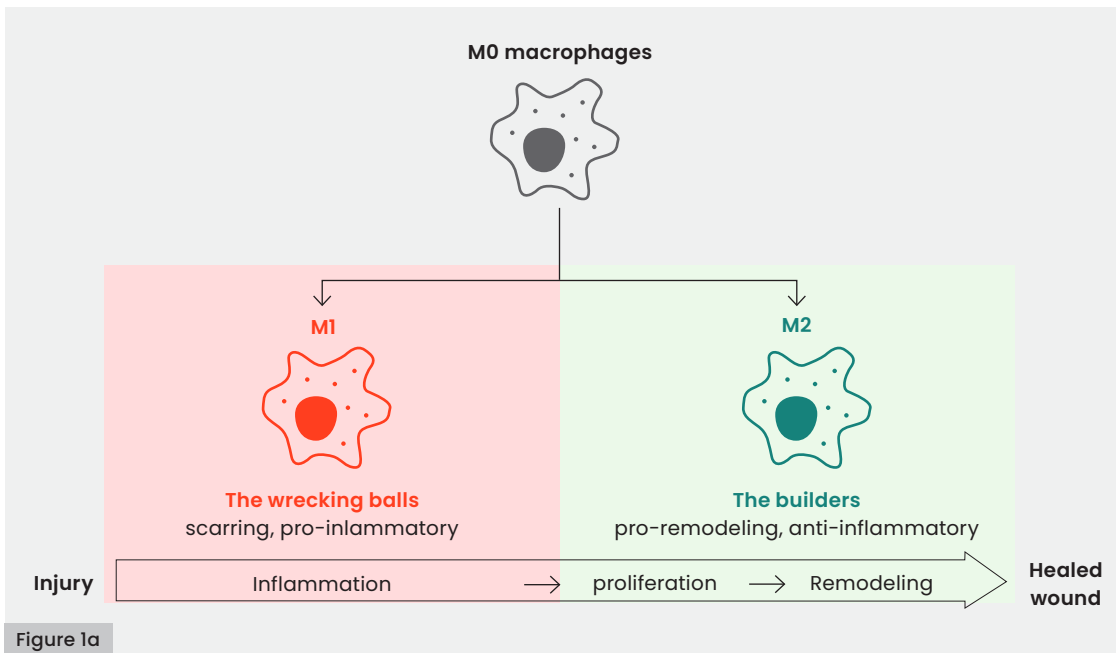 M0 macrophages
M1
M2
The wrecking balls
scarring, pro-inlammatory
The builders
pro-remodeling, anti-inflammatory
Injury
Inflammation → proliferation → Remodeling
Healed
wound
Figure 1a